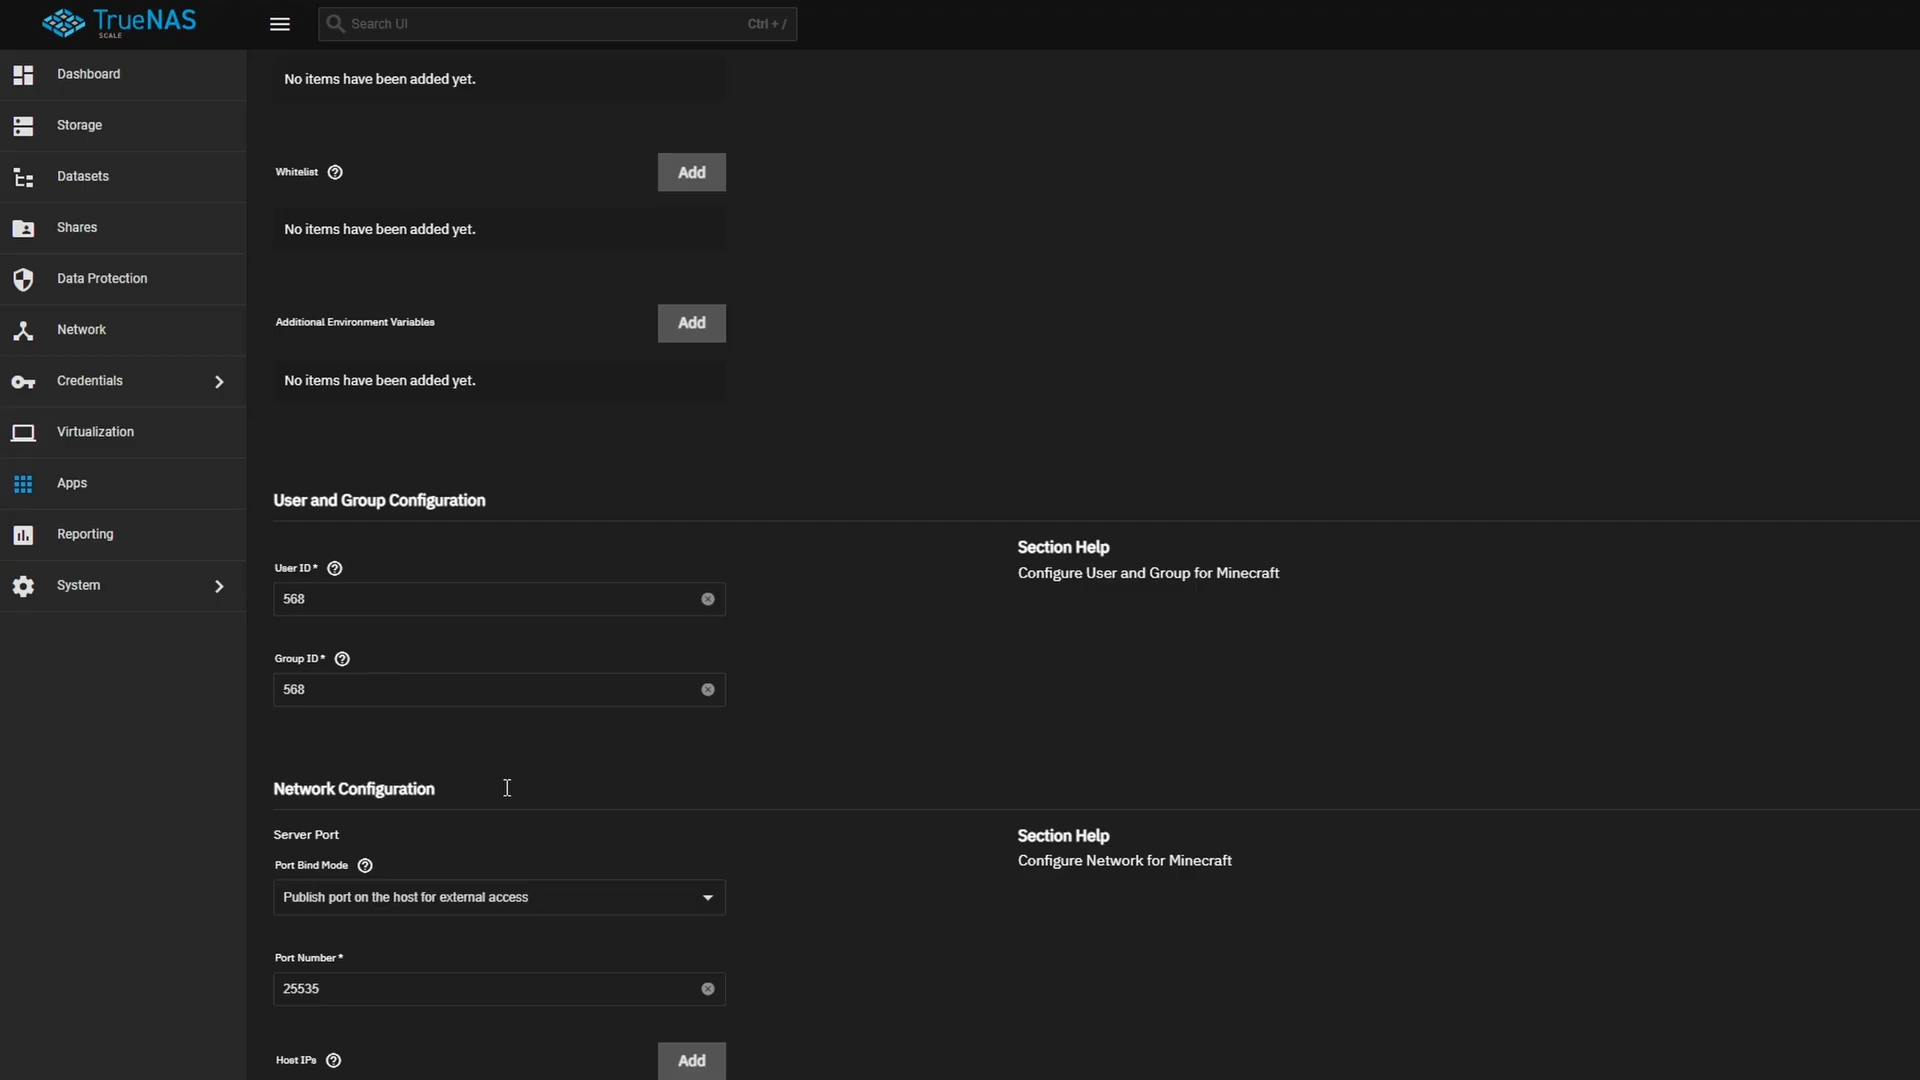 TrueNAS
SCALE
Search UI
Ctrl + /
Dashboard
Storage
Datasets
Shares
Data Protection
Network
Credentials
Virtualization
Apps
Reporting
System
No items have been added yet.
Whitelist
Add
No items have been added yet.
Additional Environment Variables
Add
No items have been added yet.
User and Group Configuration
User ID*
568
Group ID*
568
Section Help
Configure User and Group for Minecraft
Network Configuration
Server Port
Port Bind Mode
Publish port on the host for external access
Port Number*
25535
Host IPs
Add
Section Help
Configure Network for Minecraft